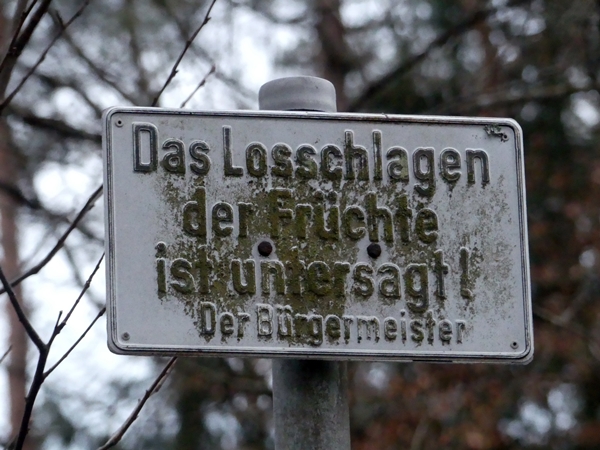 Das Losschlagen
der Früchte
ist untersagt!
Der Bürgermeister